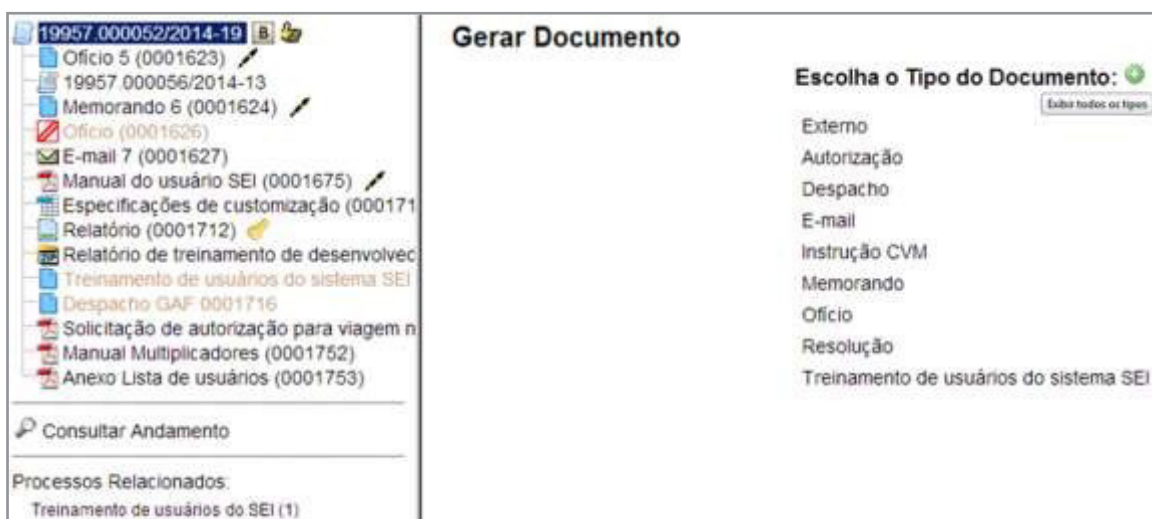 19957.000052/2014-19 B
Ofício 5 (0001623)
19957.000056/2014-13
Memorando 6 (0001624)
Ofício (0001626)
E-mail 7 (0001627)
Manual do usuário SEI (0001675)
Especificações de customização (000171
Relatório (0001712)
Relatório de treinamento de desenvolvec
Treinamento de usuários do sistema SEI
Despacho GAF 0001716
Solicitação de autorização para viagem n
Manual Multiplicadores (0001752)
Anexo Lista de usuários (0001753)
Consultar Andamento
Processos Relacionados:
Treinamento de usuários do SEI (1)
Gerar Documento
Escolha o Tipo do Documento:
Exibir todos os tipos
Externo
Autorização
Despacho
E-mail
Instrução CVM
Memorando
Ofício
Resolução
Treinamento de usuários do sistema SEI